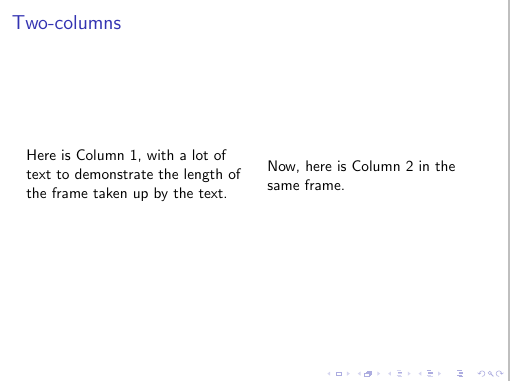 Two-columns
Here is Column 1, with a lot of
text to demonstrate the length of
the frame taken up by the text.
Now, here is Column 2 in the
same frame.